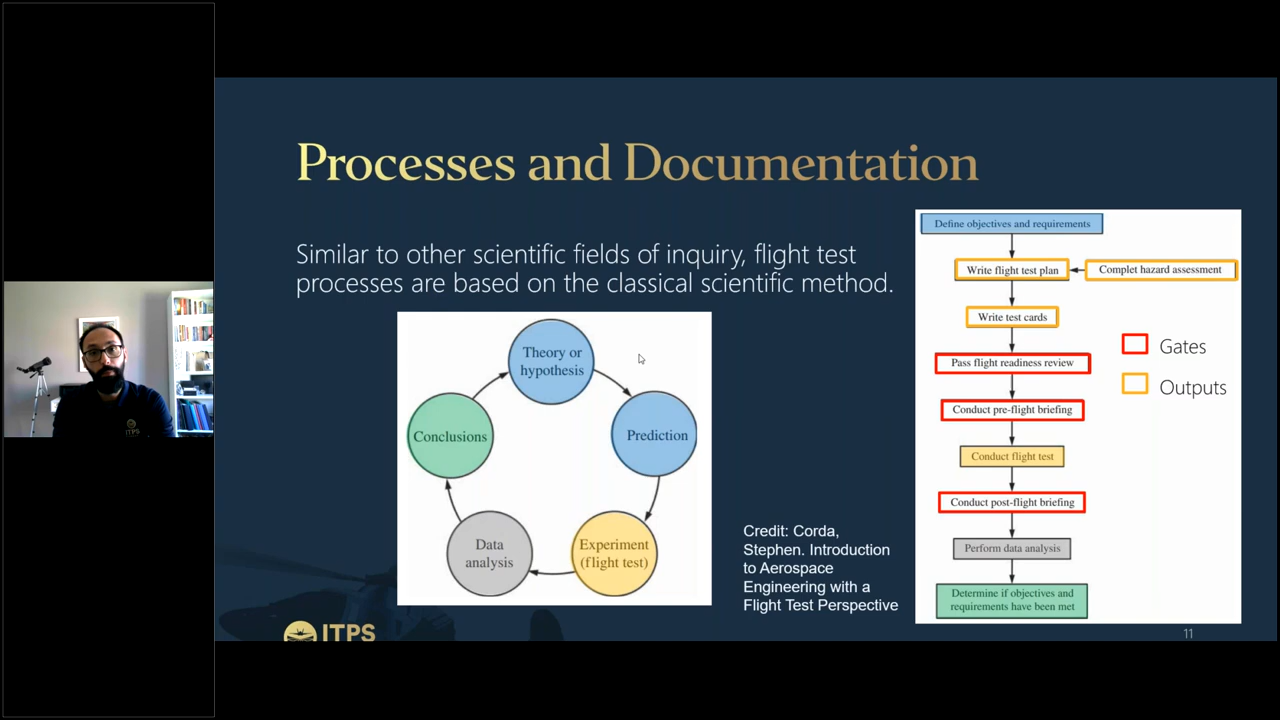 Processes and Documentation
Similar to other scientific fields of inquiry, flight test
processes are based on the classical scientific method.
Theory or
hypothesis
Prediction
Experiment
(flight test)
Data
analysis
Conclusions
Credit: Corda,
Stephen. Introduction
to Aerospace
Engineering with a
Flight Test Perspective
Define objectives and requirements
Write flight test plan
Complet hazard assessment
Write test cards
Pass flight readiness review
Conduct pre-flight briefing
Conduct flight test
Conduct post-flight briefing
Perform data analysis
Determine if objectives and
requirements have been met
Gates
Outputs
ITPS
11
ITPS